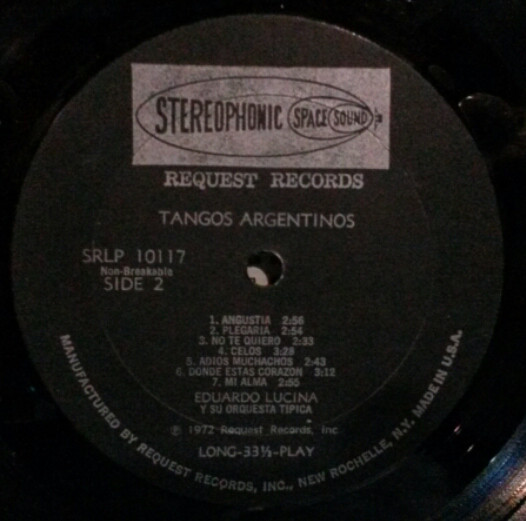 STEREOPHONIC SPACE SOUND
REQUEST RECORDS
TANGOS ARGENTINOS
SRLP 10117
Non-Breakable
SIDE 2
1. ANGUSTIA 2:56
2. PLEGARIA 2:54
3. NO TE QUIERO 2:33
4. CELOS 3:28
5. ADIOS MUCHACHOS 2:43
6. DONDE ESTAS CORAZON 3:12
7. MI ALMA 2:55
EDUARDO LUCINA
Y SU ORQUESTA TIPICA
℗ 1972 Request Records, Inc.
LONG-33⅓-PLAY
MANUFACTURED BY REQUEST RECORDS, INC., NEW ROCHELLE, N.Y. MADE IN U.S.A.